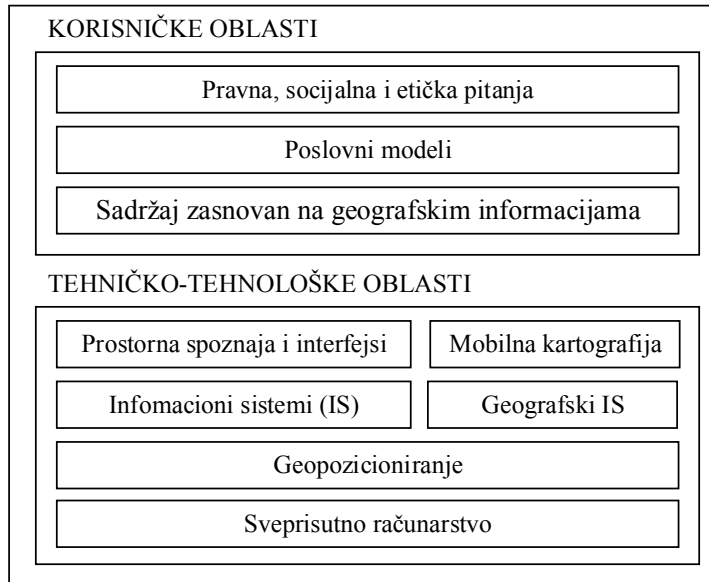 KORISNIČKE OBLASTI
Pravna, socijalna i etička pitanja
Poslovni modeli
Sadržaj zasnovan na geografskim informacijama
TEHNIČKO-TEHNOLOŠKE OBLASTI
Prostorna spoznaja i interfejsi
Mobilna kartografija
Infomacioni sistemi (IS)
Geografski IS
Geopozicioniranje
Sveprisutno računarstvo